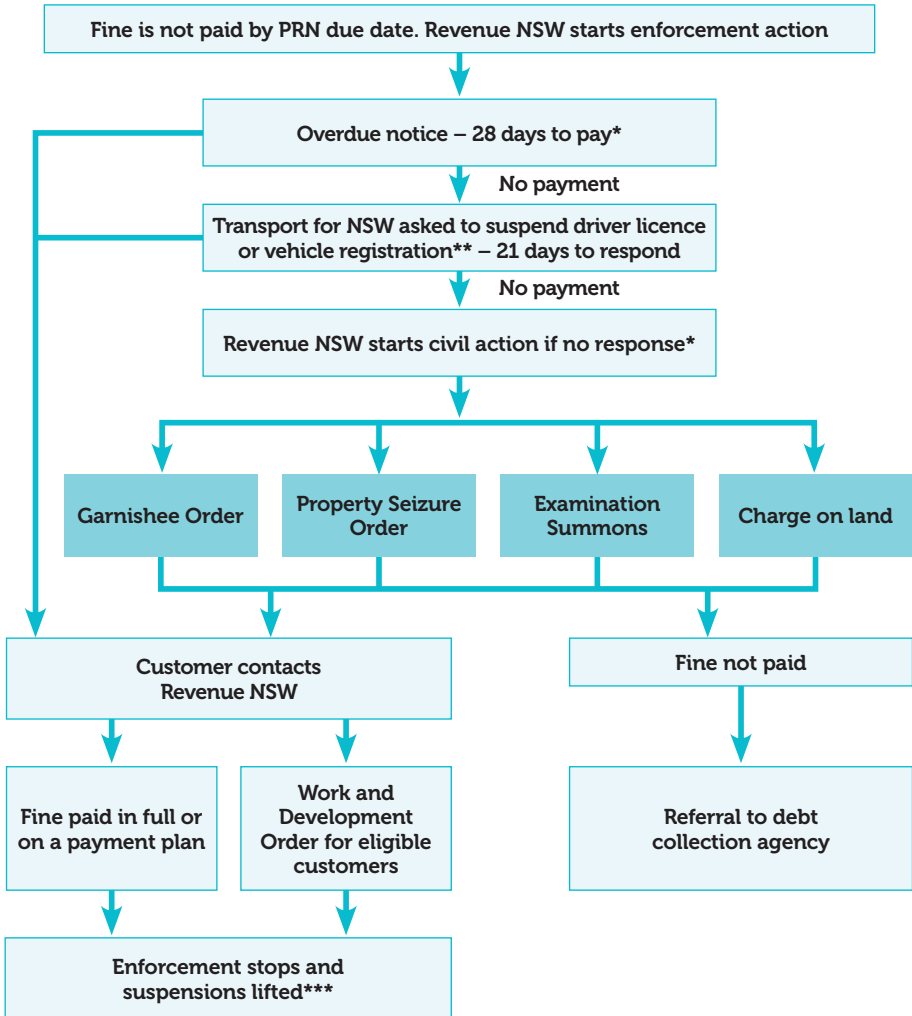 Fine is not paid by PRN due date. Revenue NSW starts enforcement action
Overdue notice – 28 days to pay*
No payment
Transport for NSW asked to suspend driver licence
or vehicle registration** – 21 days to respond
No payment
Revenue NSW starts civil action if no response*
Garnishee Order
Property Seizure
Order
Examination
Summons
Charge on land
Customer contacts
Revenue NSW
Fine not paid
Fine paid in full or
on a payment plan
Work and
Development
Order for eligible
customers
Referral to debt
collection agency
Enforcement stops and
suspensions lifted***